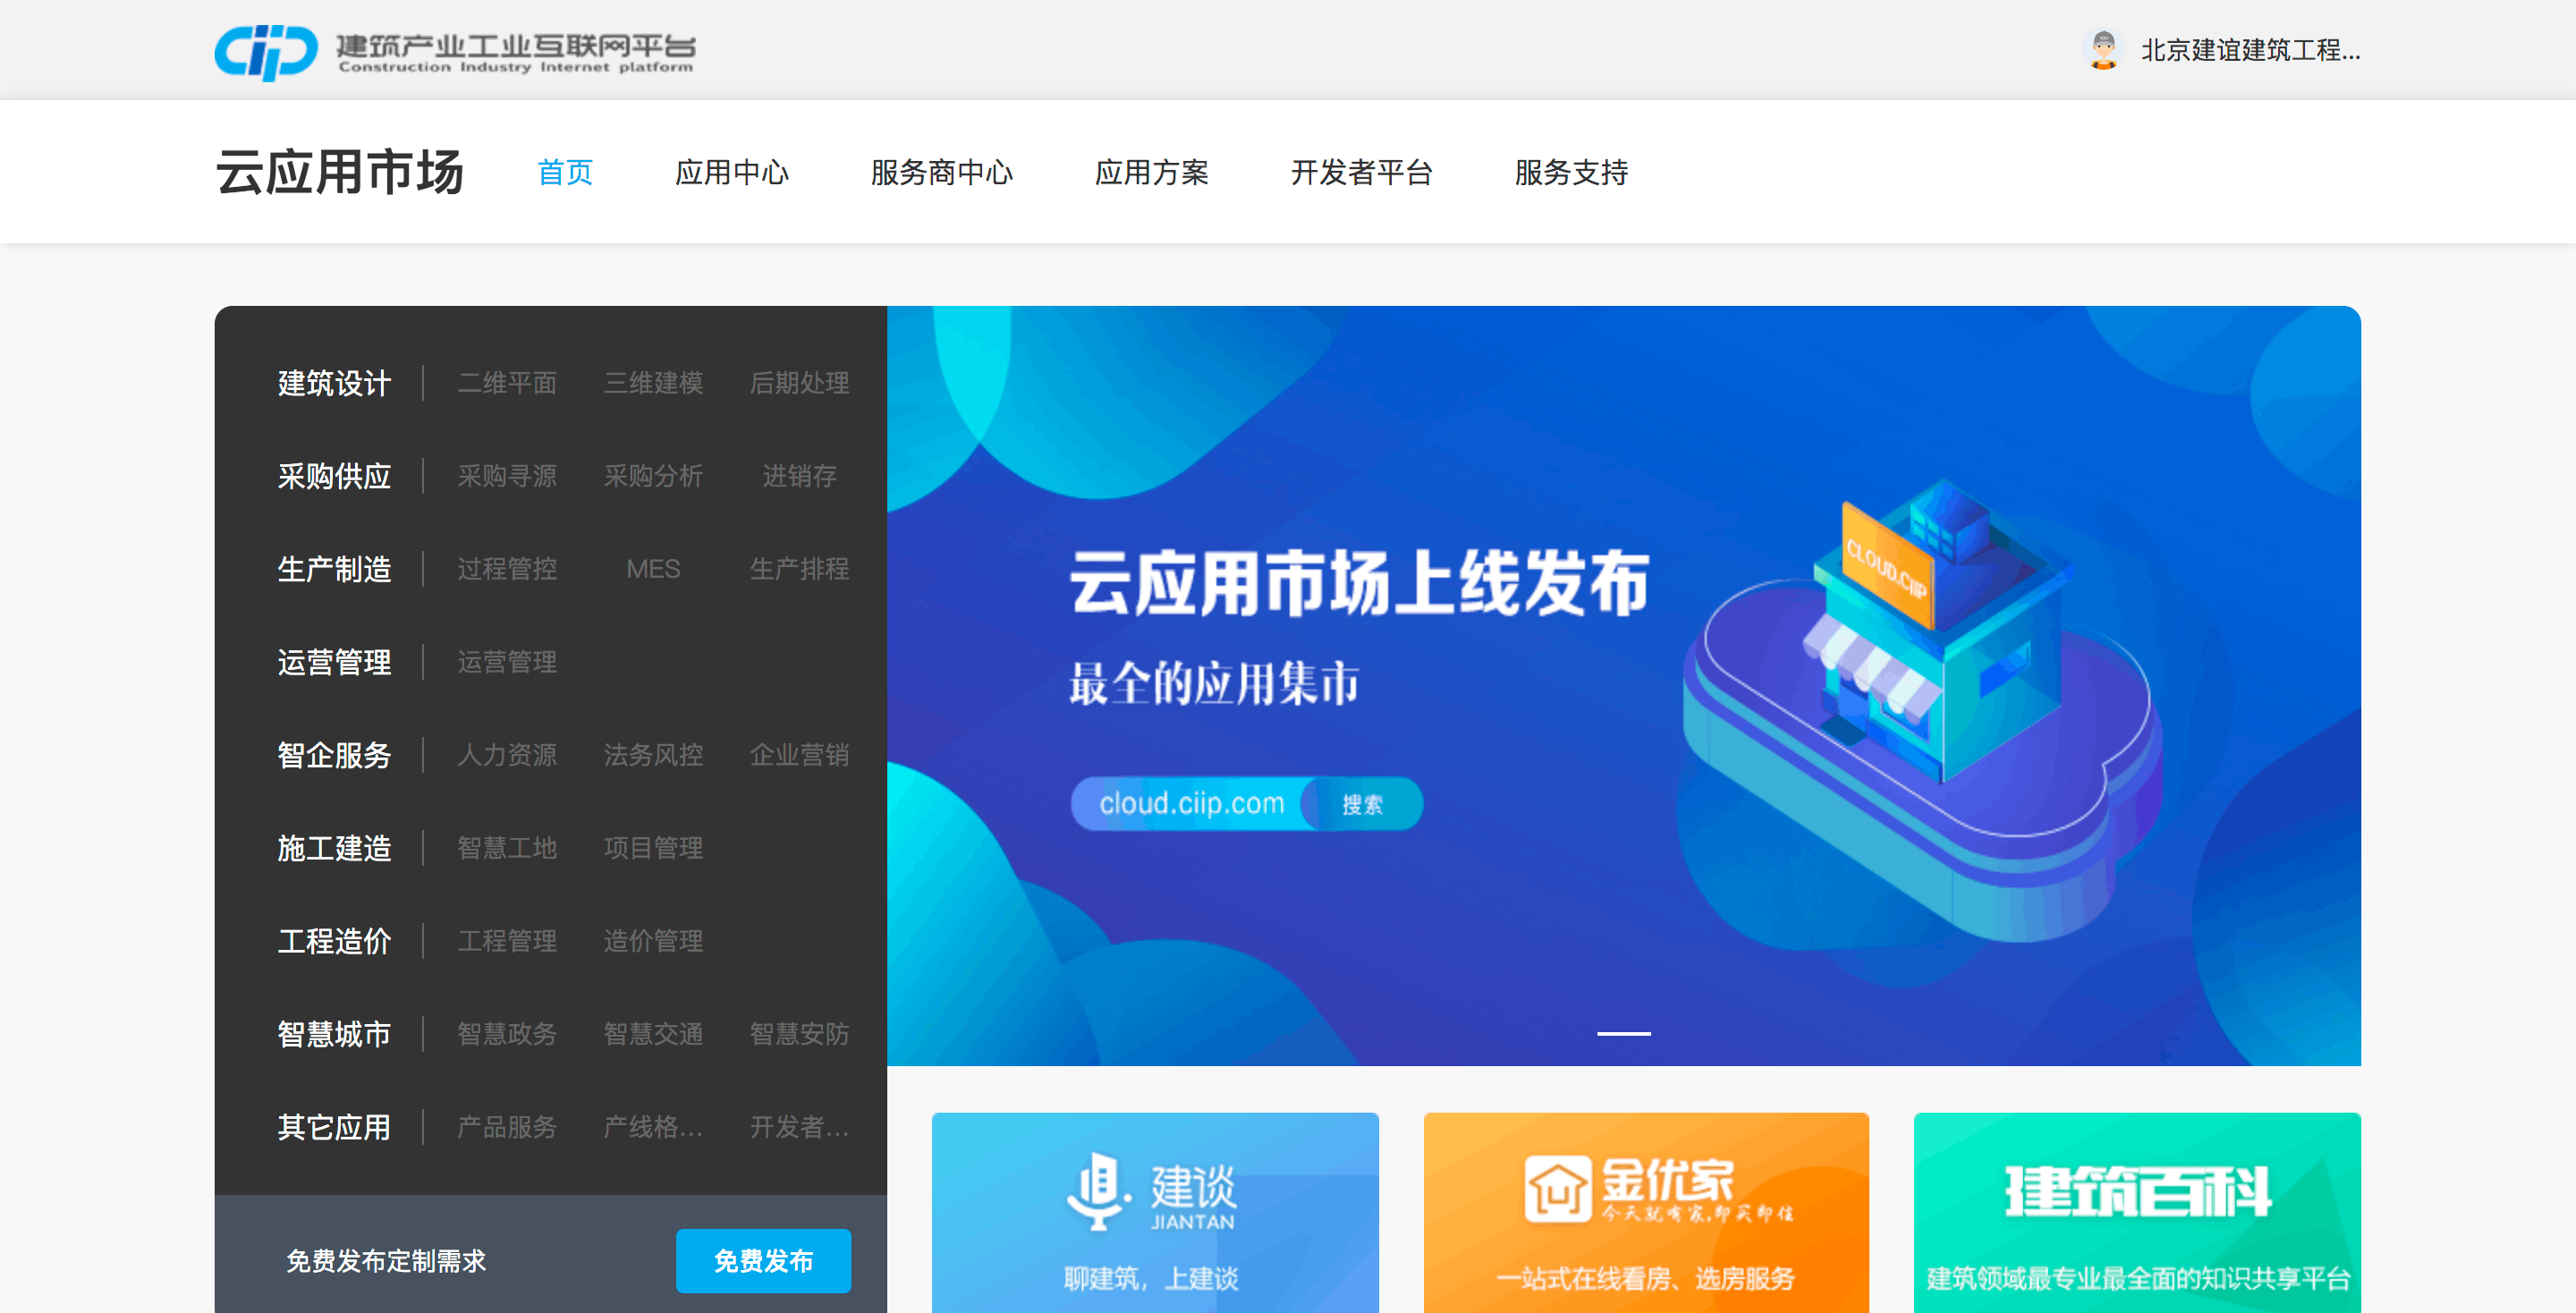 ciip 建筑产业工业互联网平台
Construction Industry Internet platform
北京建谊建筑工程...
云应用市场 首页 应用中心 服务商中心 应用方案 开发者平台 服务支持
建筑设计 二维平面 三维建模 后期处理
采购供应 采购寻源 采购分析 进销存
生产制造 过程管控 MES 生产排程
运营管理 运营管理
智企服务 人力资源 法务风控 企业营销
施工建造 智慧工地 项目管理
工程造价 工程管理 造价管理
智慧城市 智慧政务 智慧交通 智慧安防
其它应用 产品服务 产线格... 开发者...
免费发布定制需求 免费发布
云应用市场上线发布
最全的应用集市
cloud.ciip.com 搜索
CLOUD.CIIP
建谈
JIANTAN
聊建筑，上建谈
金优家
今天就有家,即买即住
一站式在线看房、选房服务
建筑百科
建筑领域最专业最全面的知识共享平台